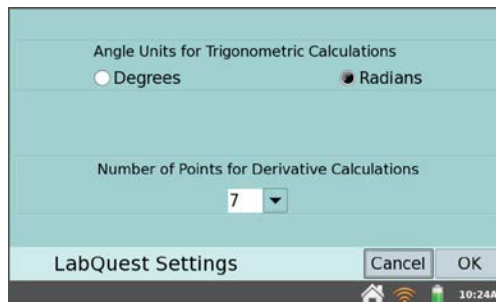 Angle Units for Trigonometric Calculations
Degrees Radians
Number of Points for Derivative Calculations
7
LabQuest Settings Cancel OK
10:24A